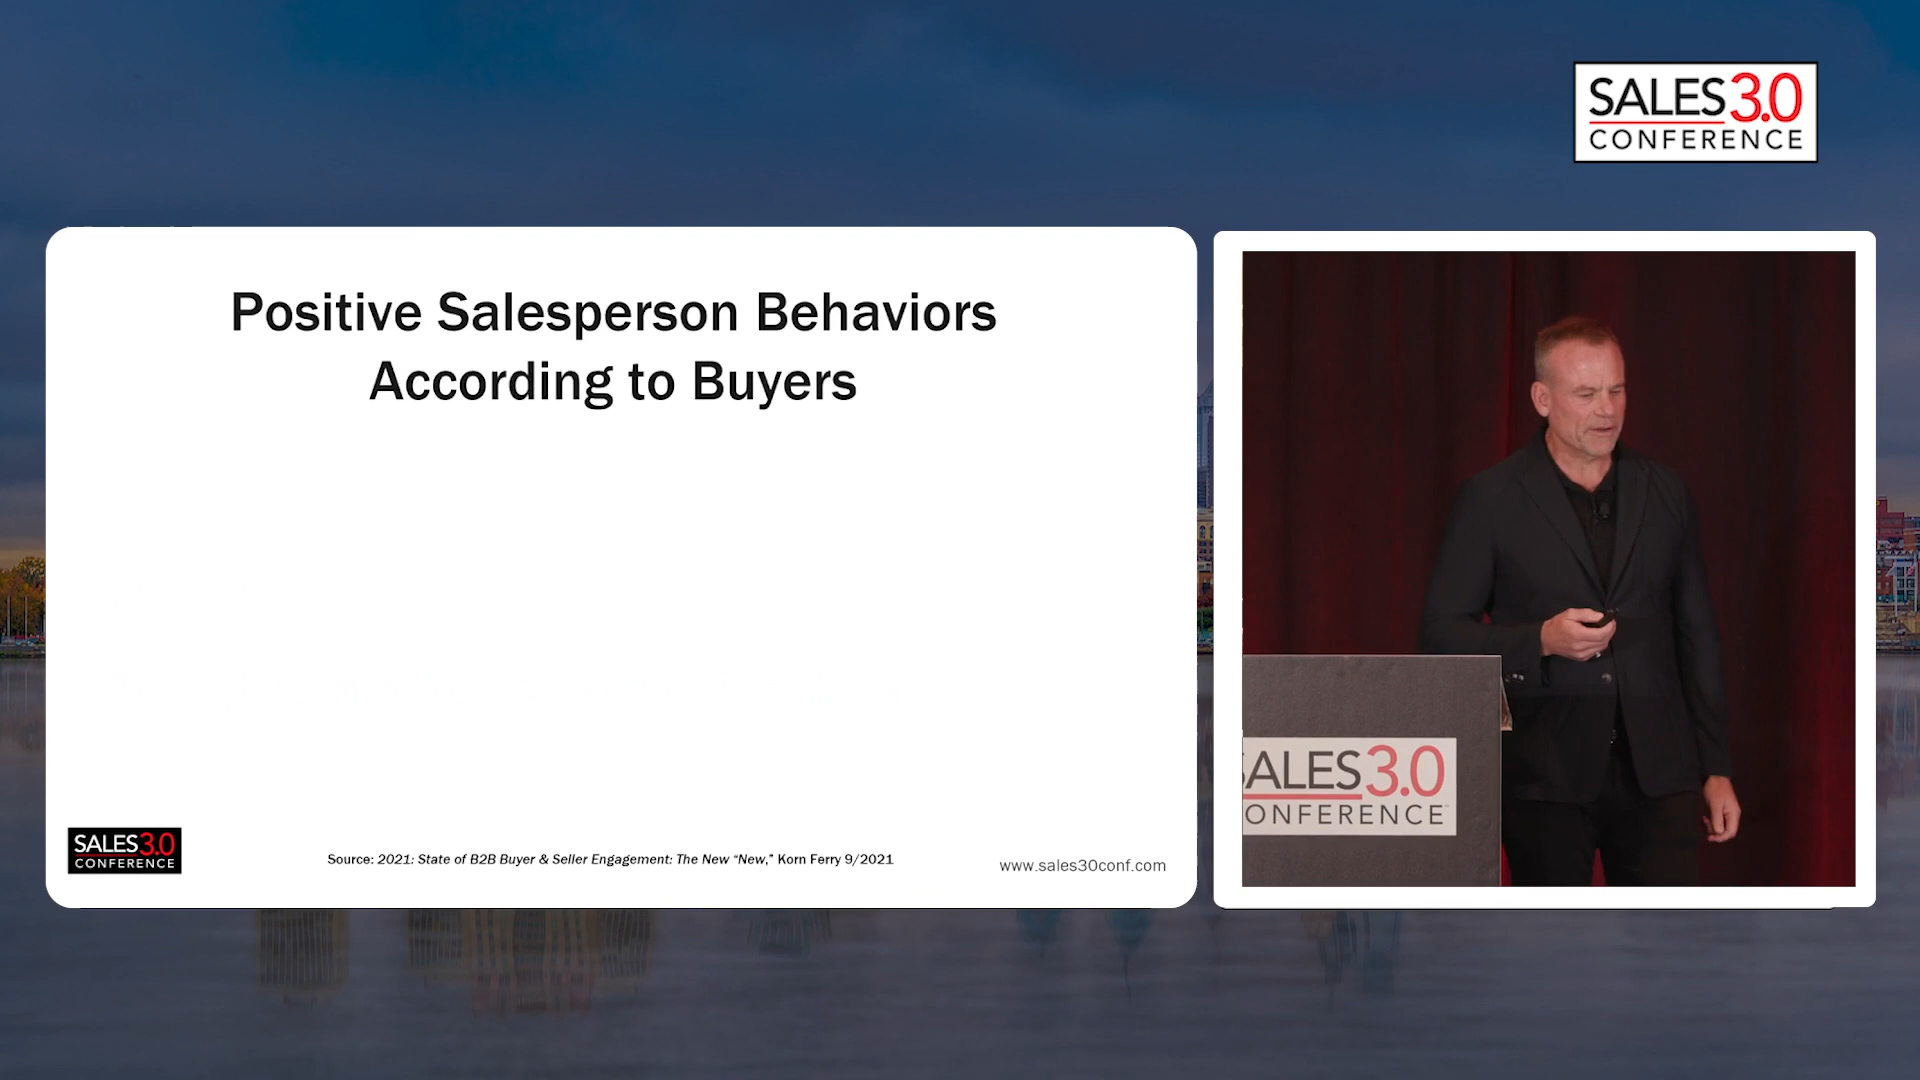 SALES3.0
CONFERENCE
Positive Salesperson Behaviors
According to Buyers
SALES3.0
CONFERENCE
Source: 2021: State of B2B Buyer & Seller Engagement: The New “New,” Korn Ferry 9/2021
www.sales30conf.com
SALES3.0
ONFERENCE